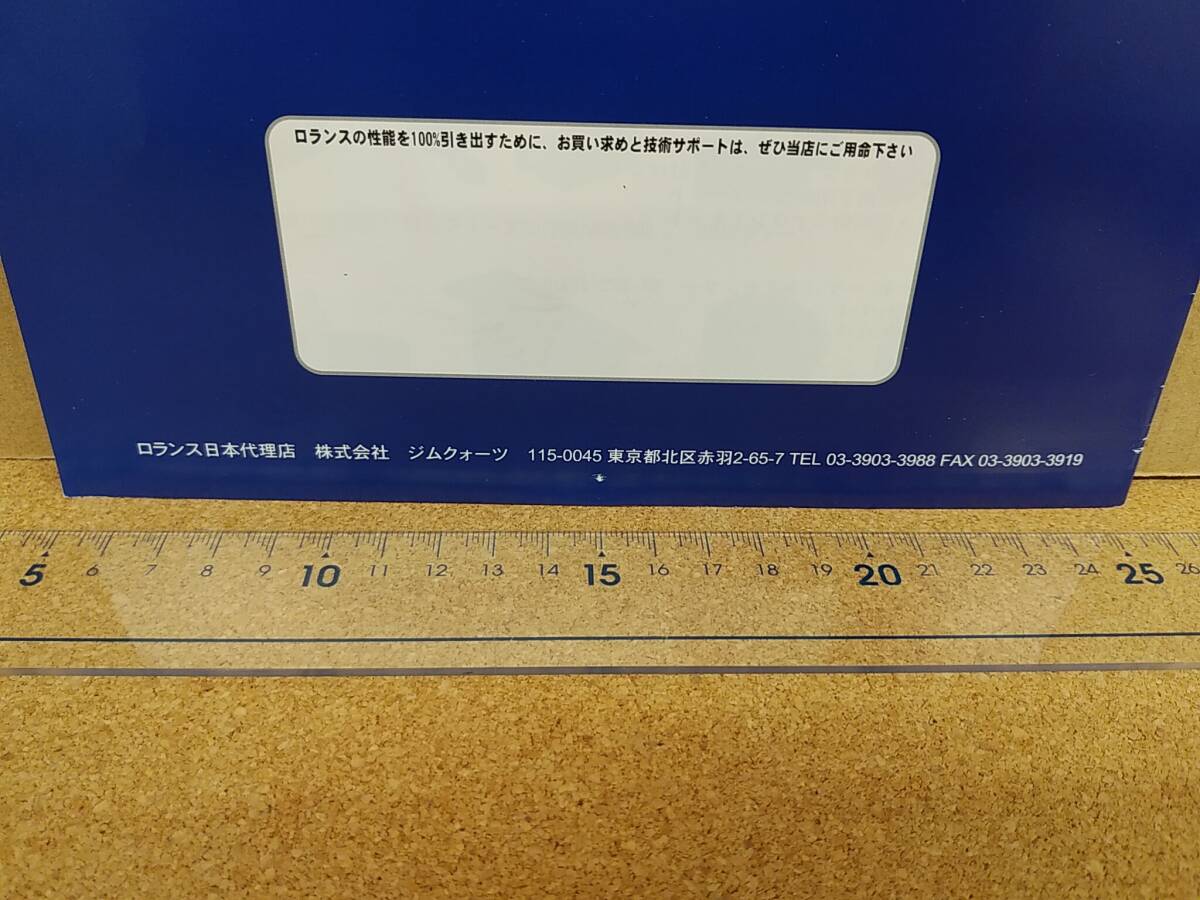 ロランスの性能を100%引き出すために、お買い求めと技術サポートは、ぜひ当店にご用命下さい
ロランス日本代理店 株式会社 ジムクォーツ 115-0045 東京都北区赤羽2-65-7 TEL 03-3903-3988 FAX 03-3903-3919
5 6 7 8 9 10 11 12 13 14 15 16 17 18 19 20 21 22 23 24 25 26